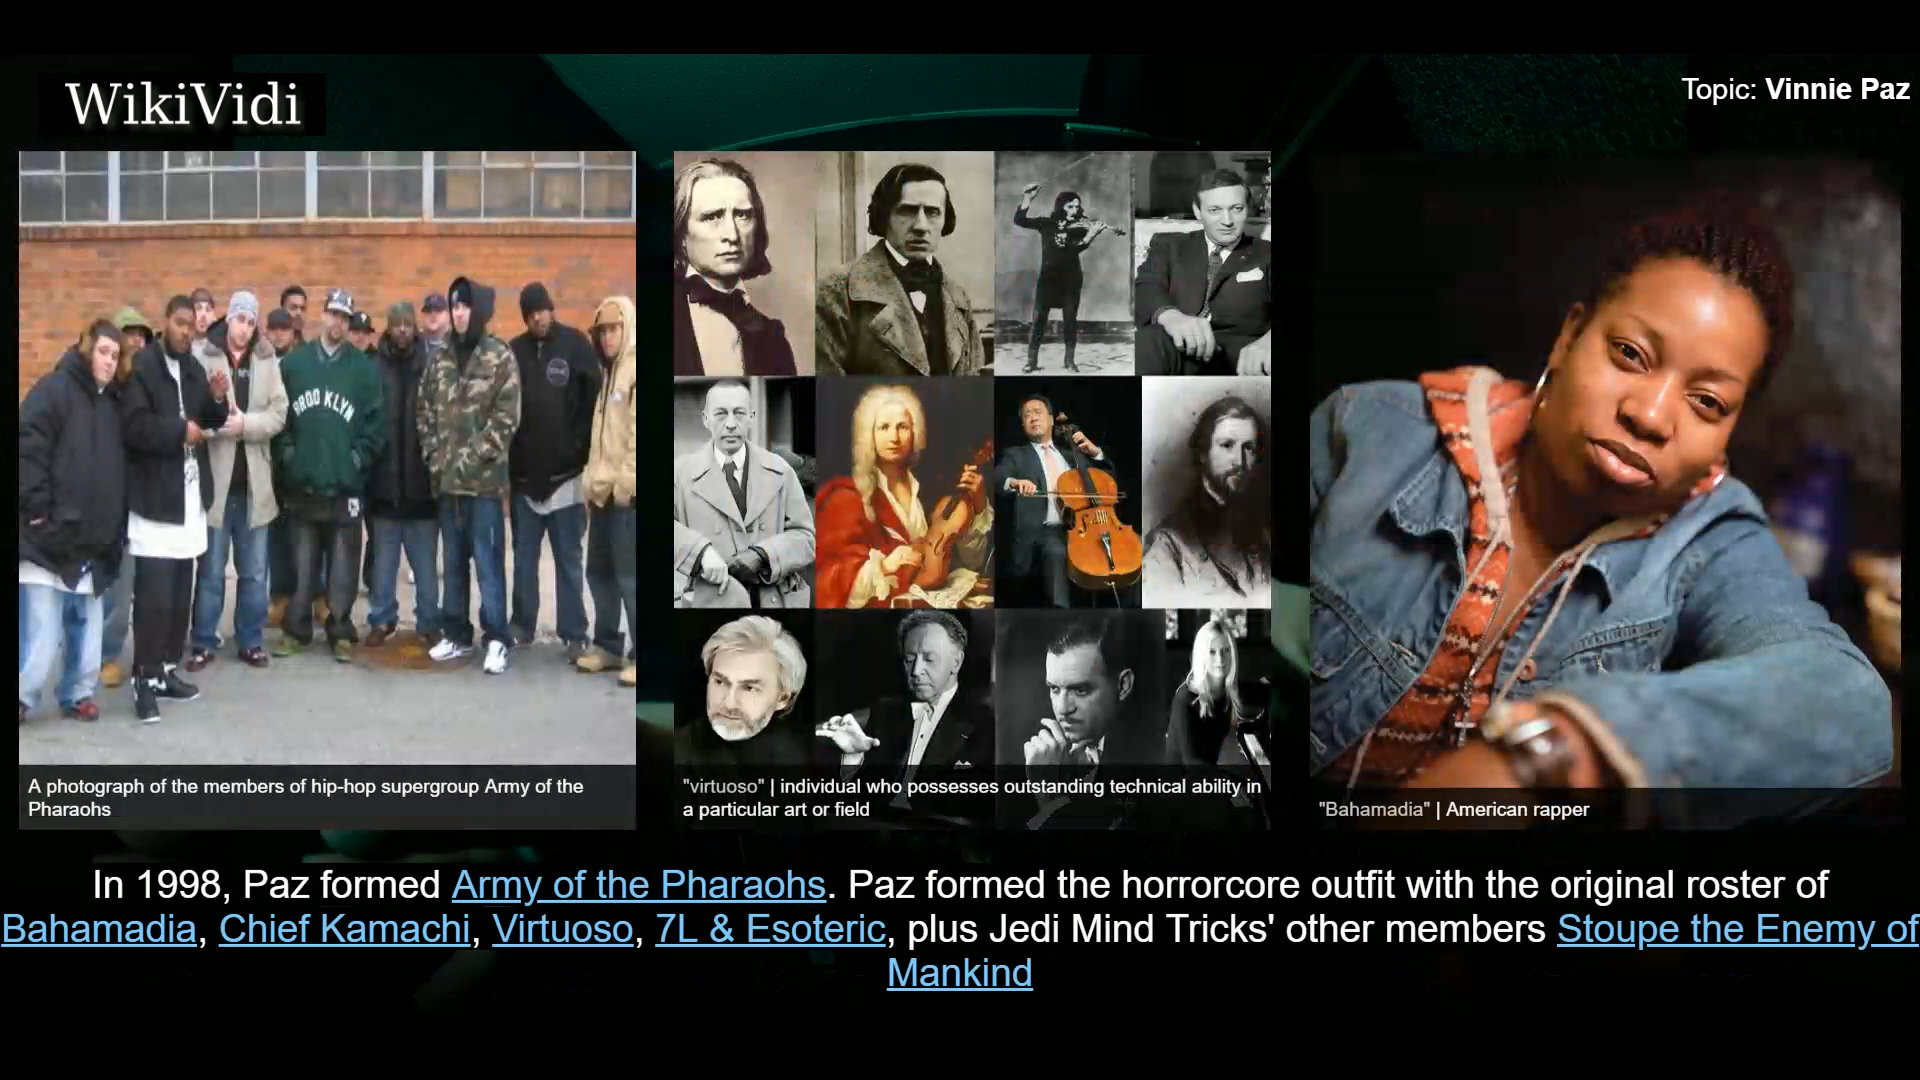 WikiVidi
Topic: Vinnie Paz
BROOKLYN
A photograph of the members of hip-hop supergroup Army of the
Pharaohs
"virtuoso" | individual who possesses outstanding technical ability in
a particular art or field
"Bahamadia" | American rapper
In 1998, Paz formed Army of the Pharaohs. Paz formed the horrorcore outfit with the original roster of
Bahamadia, Chief Kamachi, Virtuoso, 7L & Esoteric, plus Jedi Mind Tricks' other members Stoupe the Enemy of
Mankind